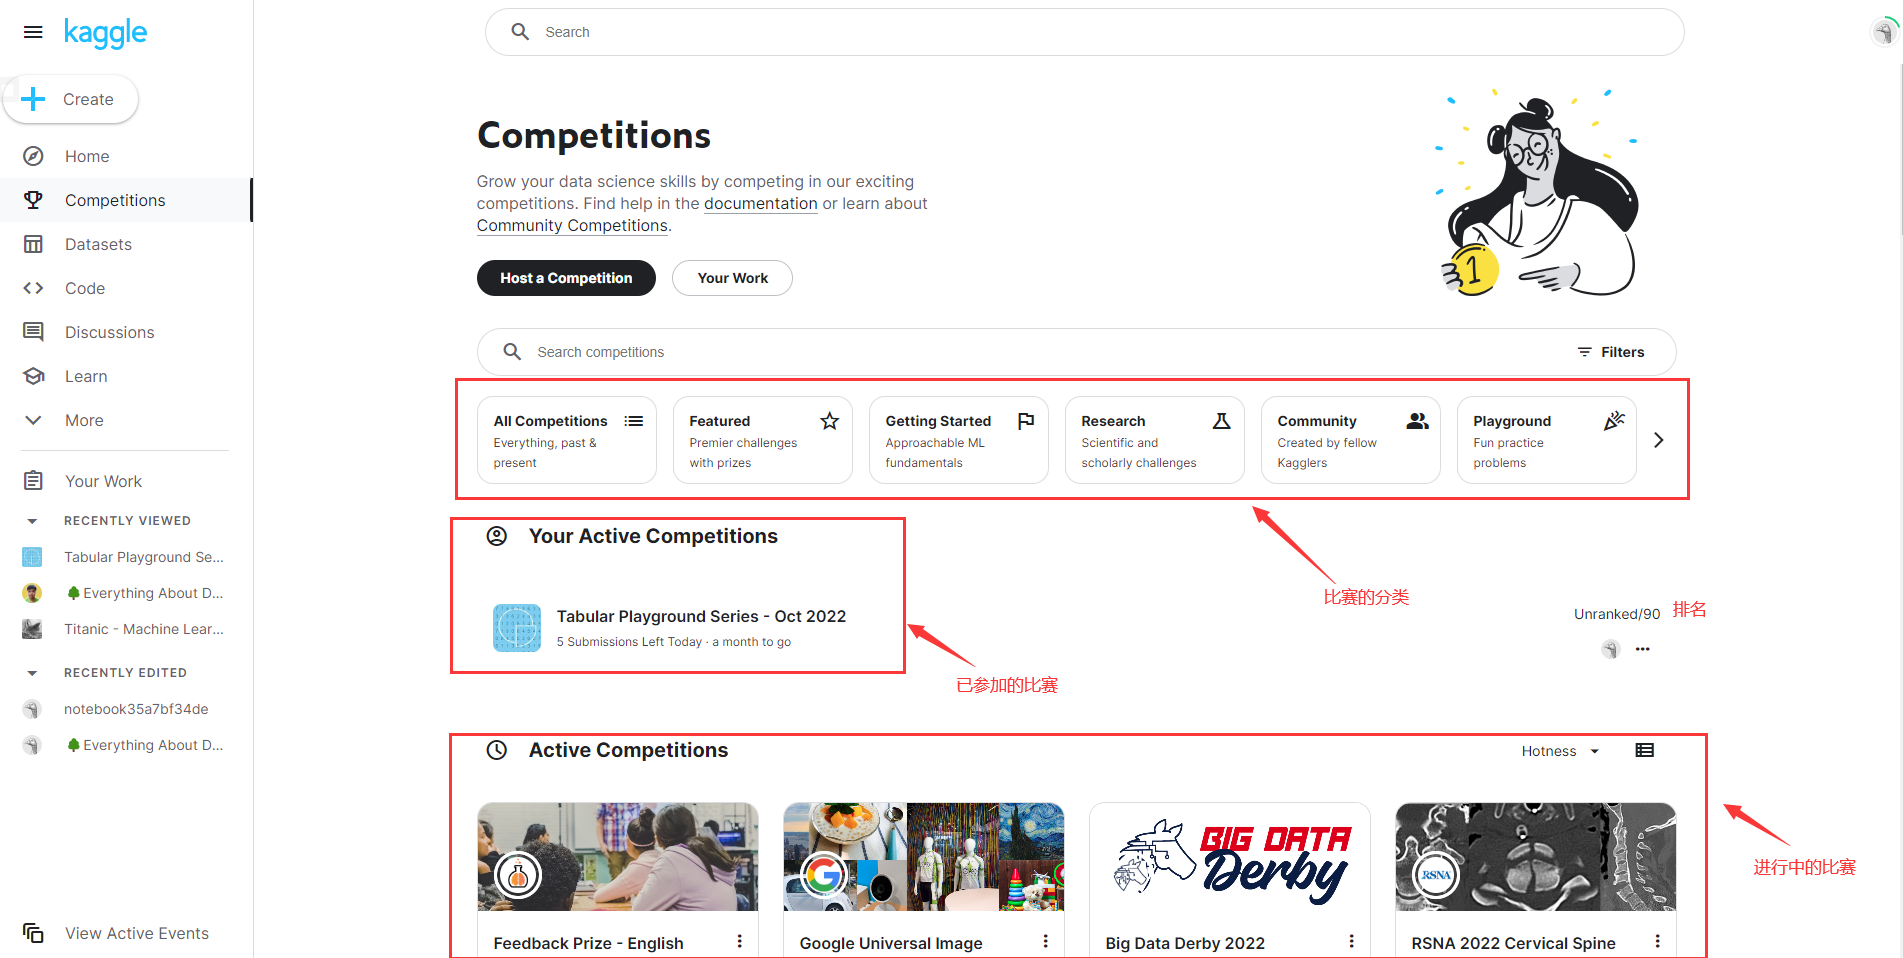 kaggle
Search
Create
Home
Competitions
Datasets
Code
Discussions
Learn
More
Your Work
RECENTLY VIEWED
Tabular Playground Se...
Everything About D...
Titanic - Machine Lear...
RECENTLY EDITED
notebook35a7bf34de
Everything About D...
View Active Events
Competitions
Grow your data science skills by competing in our exciting
competitions. Find help in the documentation or learn about
Community Competitions.
Host a Competition
Your Work
1
Search competitions
Filters
All Competitions
Everything, past &
present
Featured
Premier challenges
with prizes
Getting Started
Approachable ML
fundamentals
Research
Scientific and
scholarly challenges
Community
Created by fellow
Kagglers
Playground
Fun practice
problems
比赛的分类
Your Active Competitions
Tabular Playground Series - Oct 2022
5 Submissions Left Today · a month to go
Unranked/90
排名
已参加的比赛
Active Competitions
Hotness
BIG DATA
Derby
RSNA
进行中的比赛
Feedback Prize - English
Google Universal Image
Big Data Derby 2022
RSNA 2022 Cervical Spine